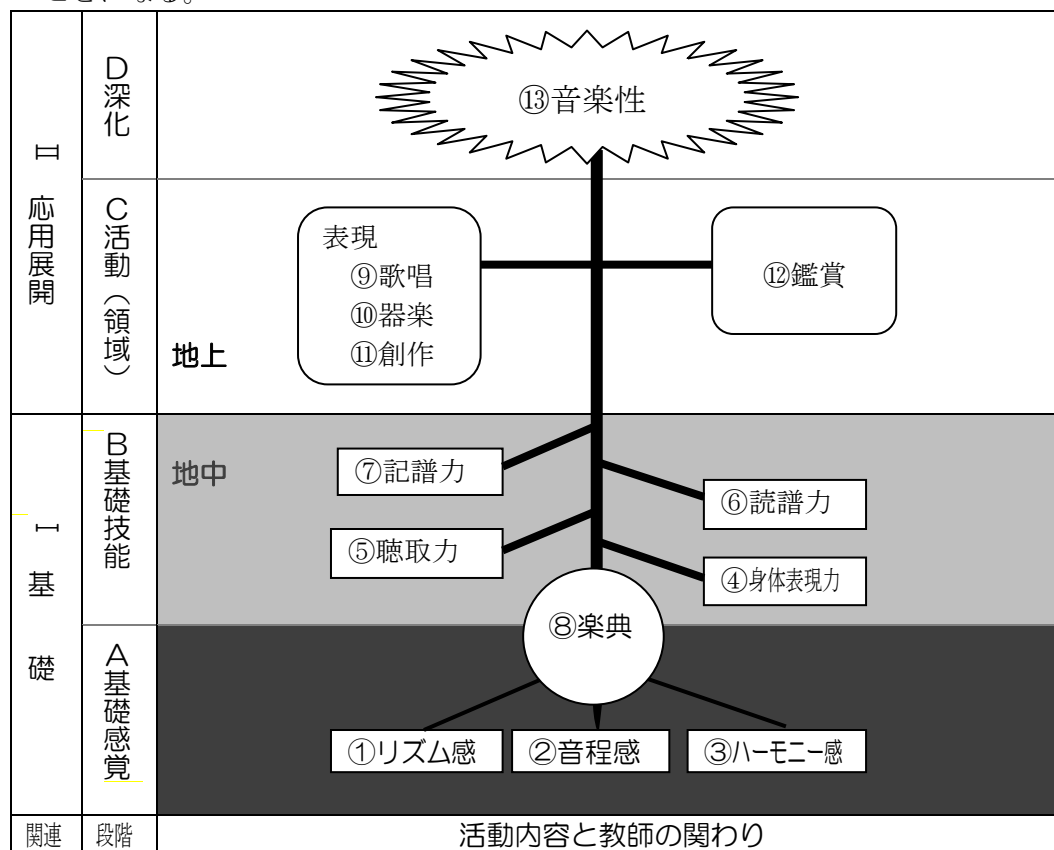 D深化
⑬音楽性
Ⅱ 応用展開
C活動（領域）
表現
⑨歌唱
⑩器楽
⑪創作
⑫鑑賞
地上
B基礎技能
地中
⑦記譜力
⑥読譜力
⑤聴取力
④身体表現力
Ⅰ 基 礎
⑧楽典
A基礎感覚
①リズム感
②音程感
③ハーモニー感
関連
段階
活動内容と教師の関わり